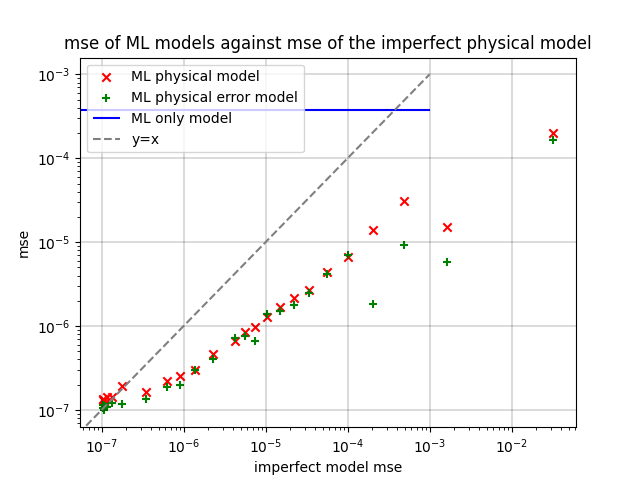 mse of ML models against mse of the imperfect physical model
ML physical model
ML physical error model
ML only model
y=x
mse
10⁻³
10⁻⁴
10⁻⁵
10⁻⁶
10⁻⁷
10⁻⁷ 10⁻⁶ 10⁻⁵ 10⁻⁴ 10⁻³ 10⁻²
imperfect model mse